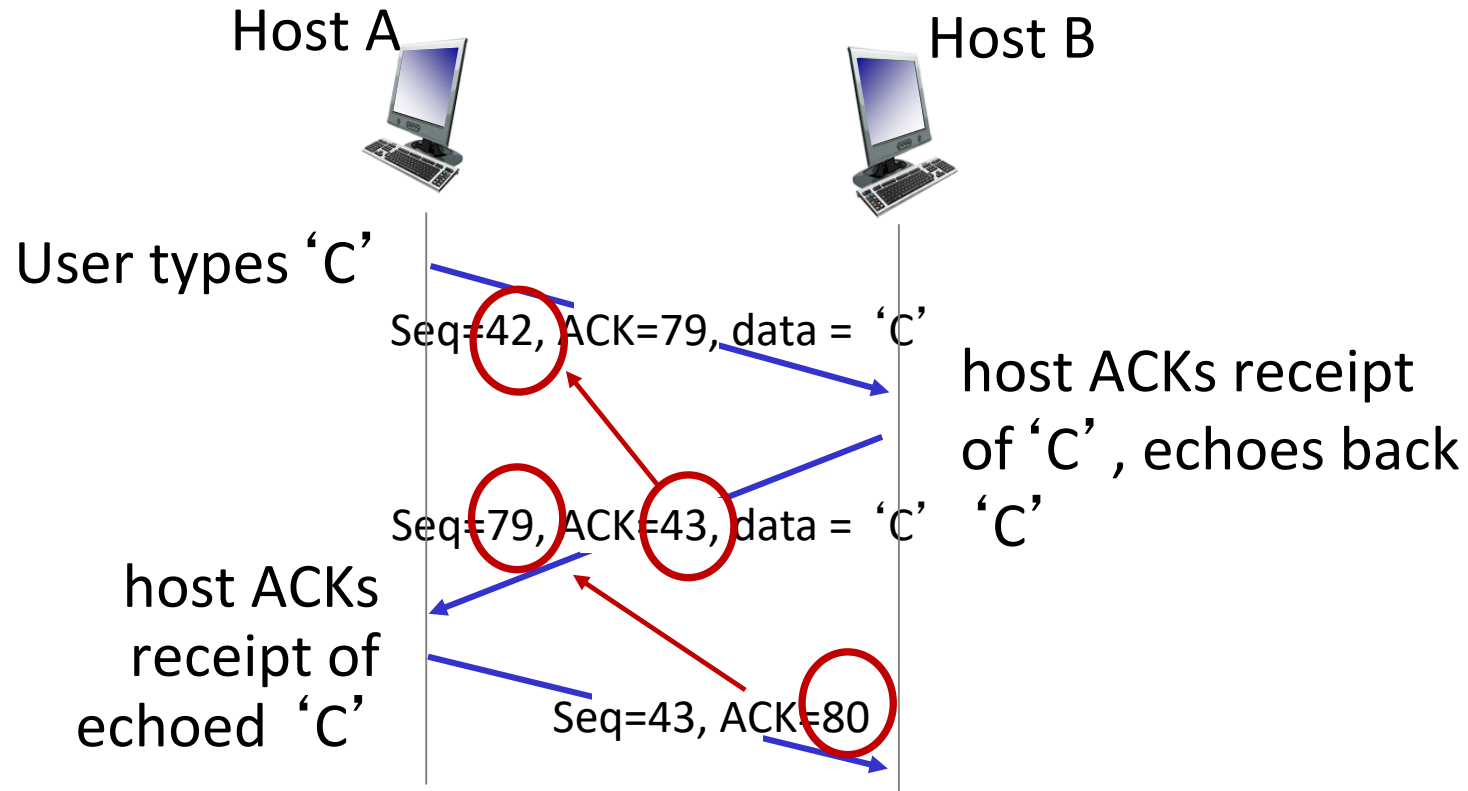 Host A
Host B
User types ‘C’
Seq=42, ACK=79, data = ‘C’
host ACKs receipt
of ‘C’, echoes back
‘C’
Seq=79, ACK=43, data = ‘C’
host ACKs
receipt of
echoed ‘C’
Seq=43, ACK=80